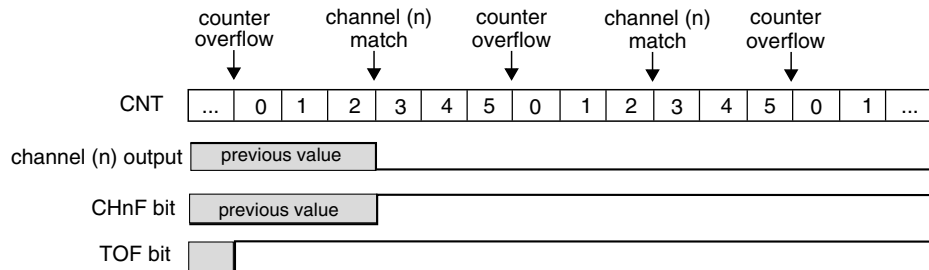 counter overflow
channel (n) match
counter overflow
channel (n) match
counter overflow
CNT ... 0 1 2 3 4 5 0 1 2 3 4 5 0 1 ...
channel (n) output previous value
CHnF bit previous value
TOF bit